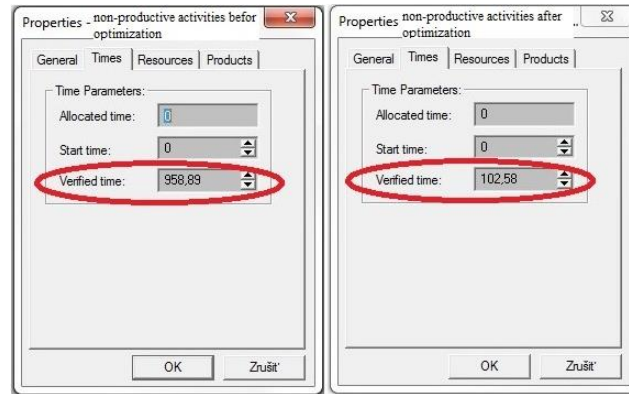 Properties - non-productive activities befor
optimization
General Times Resources Products
Time Parameters:
Allocated time: 0
Start time: 0
Verified time: 958,89
OK Zrušiť
Properties non-productive activities after ..
optimization
General Times Resources Products
Time Parameters:
Allocated time: 0
Start time: 0
Verified time: 102,58
OK Zrušiť